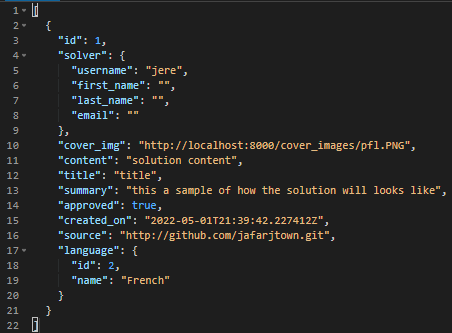 1 [
2 {
3 "id": 1,
4 "solver": {
5 "username": "jere",
6 "first_name": "",
7 "last_name": "",
8 "email": ""
9 },
10 "cover_img": "http://localhost:8000/cover_images/pfl.PNG",
11 "content": "solution content",
12 "title": "title",
13 "summary": "this a sample of how the solution will looks like",
14 "approved": true,
15 "created_on": "2022-05-01T21:39:42.227412Z",
16 "source": "http://github.com/jafarjtown.git",
17 "language": {
18 "id": 2,
19 "name": "French"
20 }
21 }
22 ]